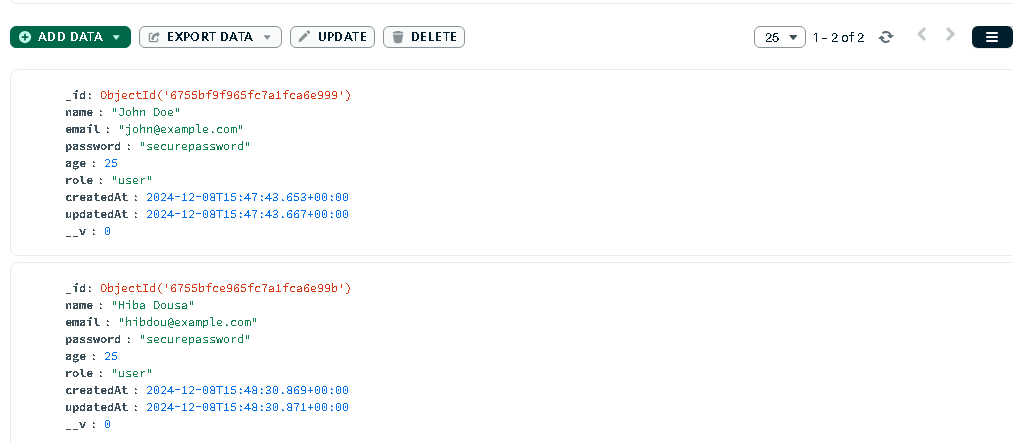 ADD DATA EXPORT DATA UPDATE DELETE 25 1 – 2 of 2
_id: ObjectId('6755bf9f965fc7a1fca6e999')
name : "John Doe"
email : "john@example.com"
password : "securepassword"
age : 25
role : "user"
createdAt : 2024-12-08T15:47:43.653+00:00
updatedAt : 2024-12-08T15:47:43.667+00:00
__v : 0
_id: ObjectId('6755bfce965fc7a1fca6e99b')
name : "Hiba Dousa"
email : "hibdou@example.com"
password : "securepassword"
age : 25
role : "user"
createdAt : 2024-12-08T15:48:30.869+00:00
updatedAt : 2024-12-08T15:48:30.871+00:00
__v : 0